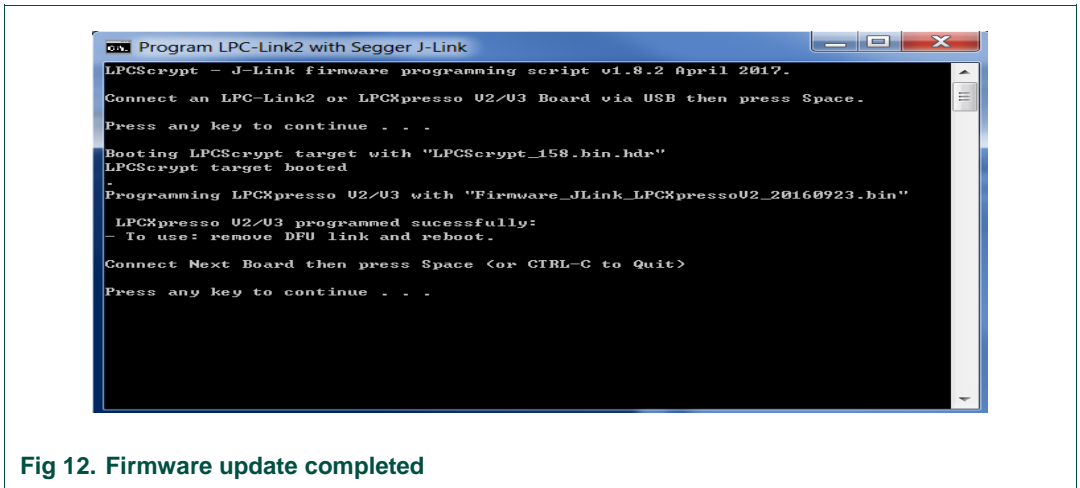 Program LPC-Link2 with Segger J-Link
LPCScrypt - J-Link firmware programming script v1.8.2 April 2017.
Connect an LPC-Link2 or LPCXpresso V2/V3 Board via USB then press Space.
Press any key to continue . . .
Booting LPCScrypt target with "LPCScrypt_158.bin.hdr"
LPCScrypt target booted
.
Programming LPCXpresso V2/V3 with "Firmware_JLink_LPCXpressoV2_20160923.bin"
LPCXpresso V2/V3 programmed sucessfully:
- To use: remove DFU link and reboot.
Connect Next Board then press Space (or CTRL-C to Quit)
Press any key to continue . . .
Fig 12. Firmware update completed